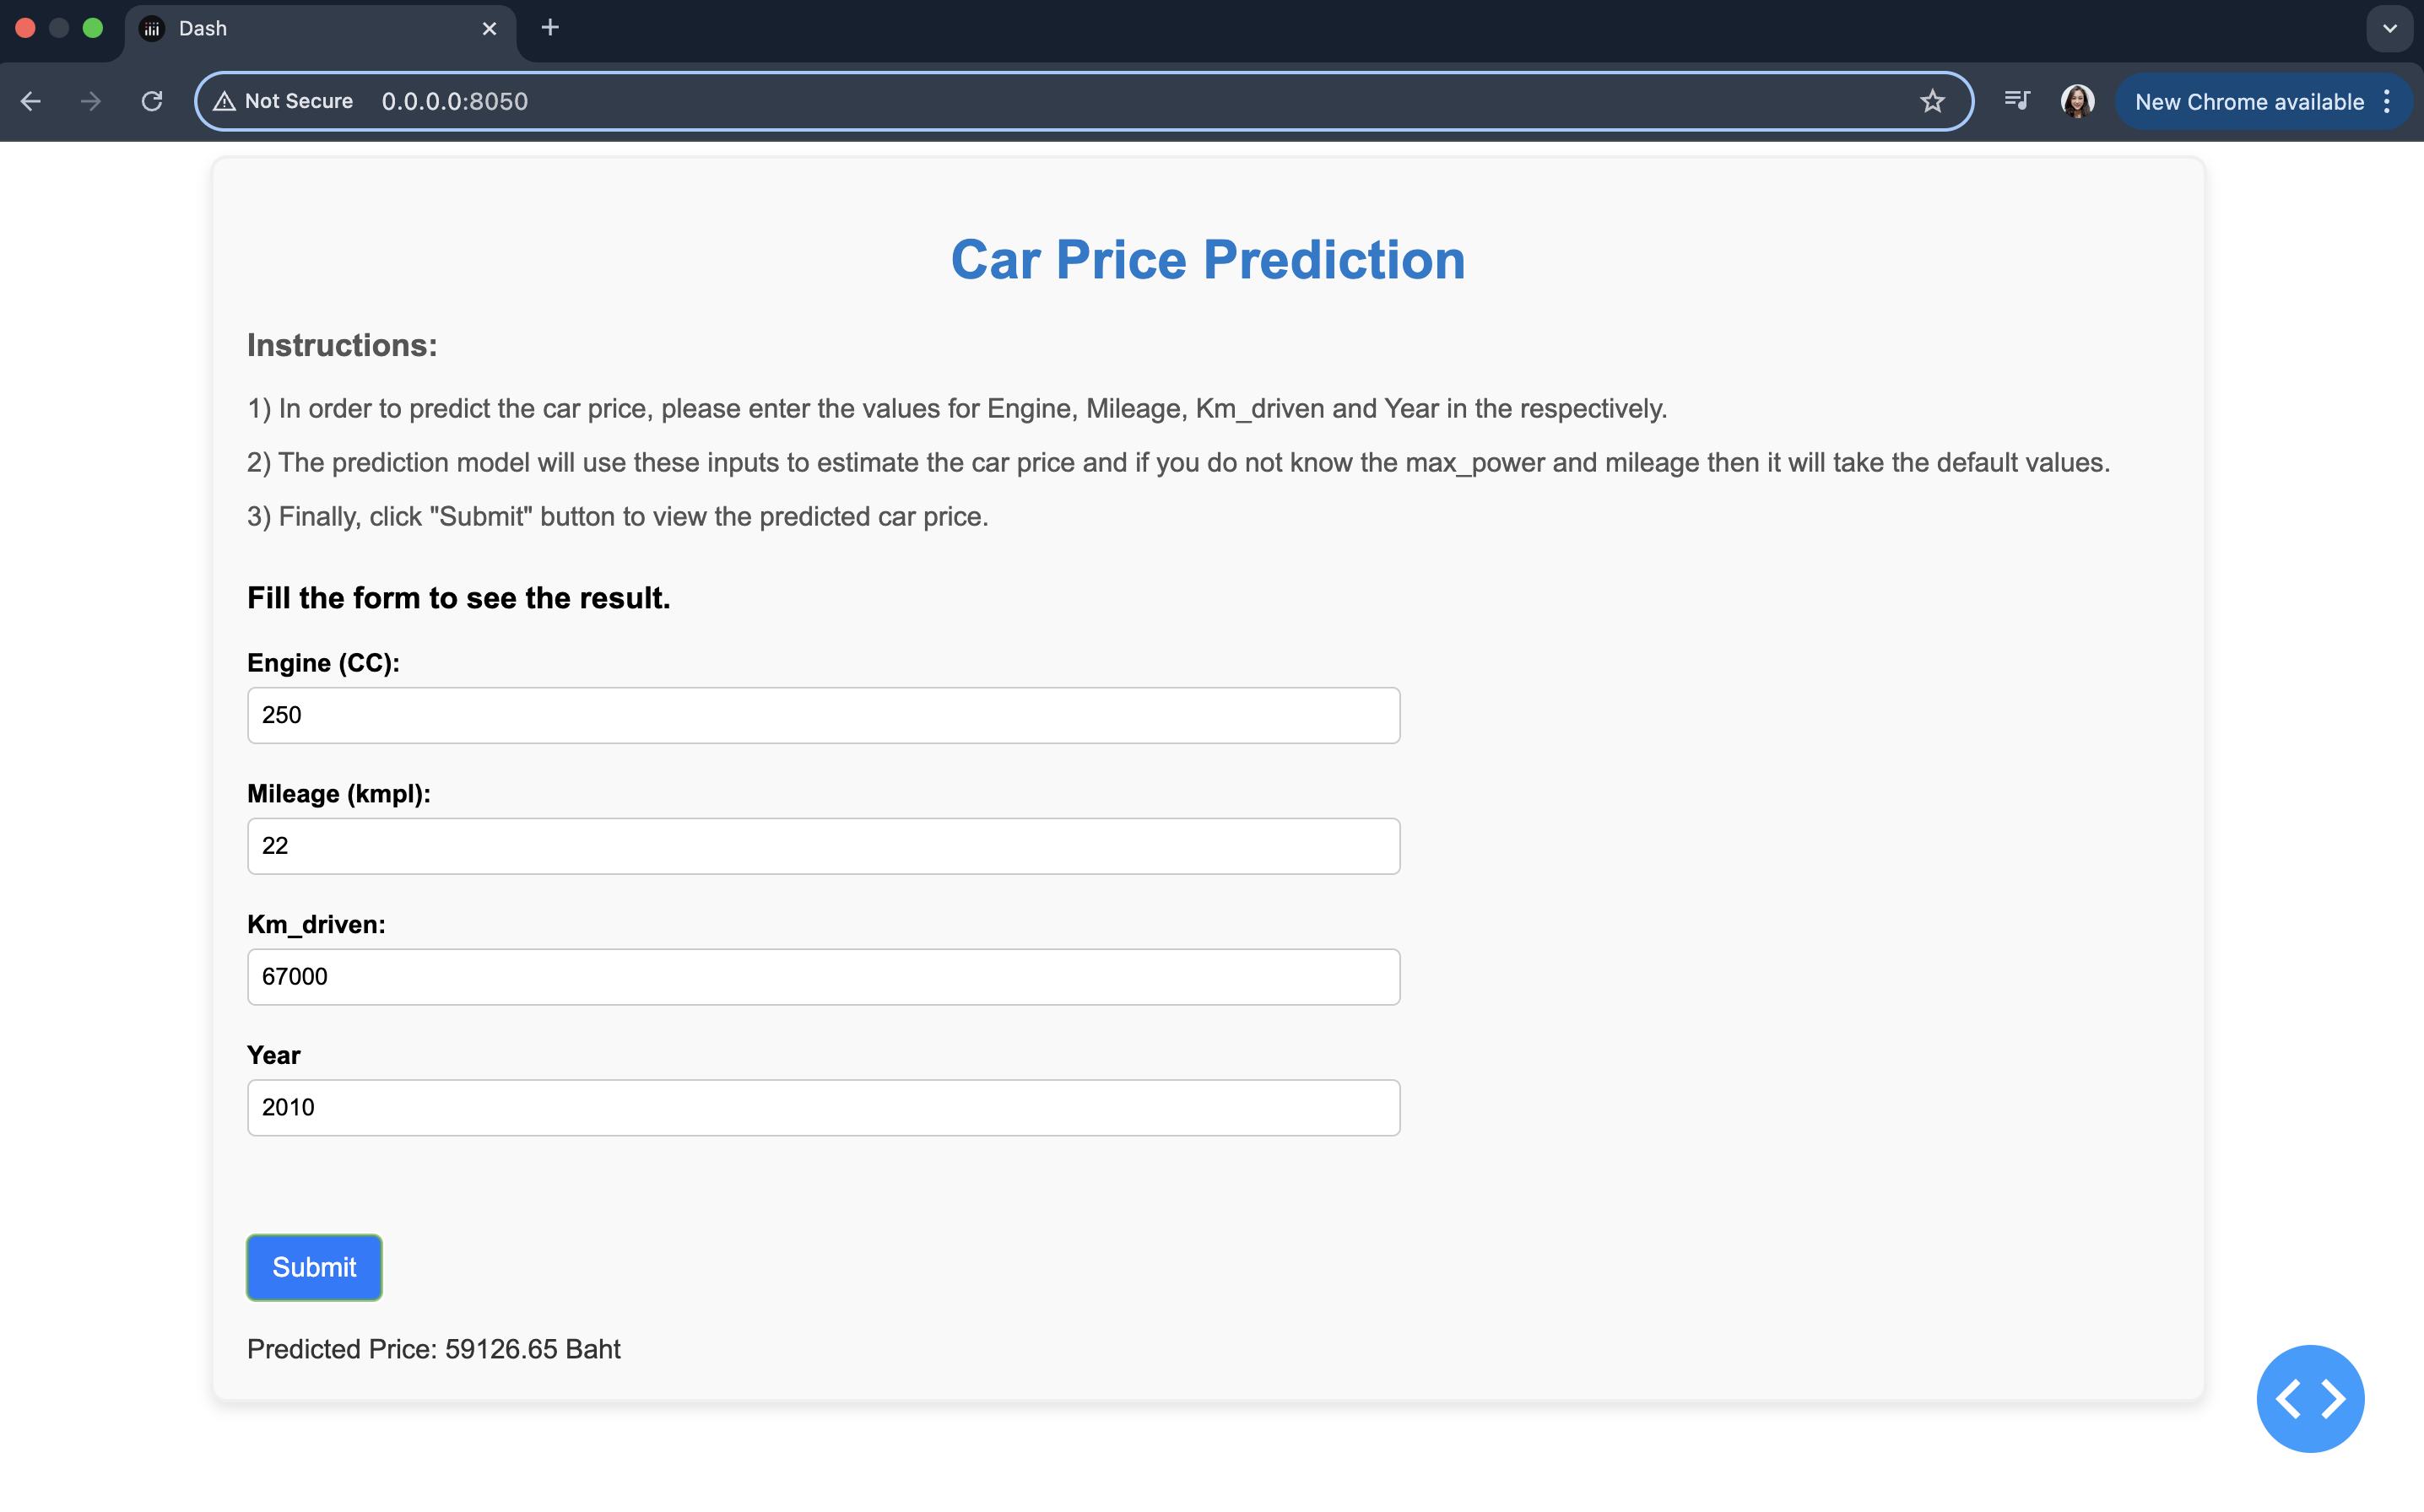 Dash
Not Secure 0.0.0.0:8050 New Chrome available
Car Price Prediction
Instructions:
1) In order to predict the car price, please enter the values for Engine, Mileage, Km_driven and Year in the respectively.
2) The prediction model will use these inputs to estimate the car price and if you do not know the max_power and mileage then it will take the default values.
3) Finally, click "Submit" button to view the predicted car price.
Fill the form to see the result.
Engine (CC):
250
Mileage (kmpl):
22
Km_driven:
67000
Year
2010
Submit
Predicted Price: 59126.65 Baht